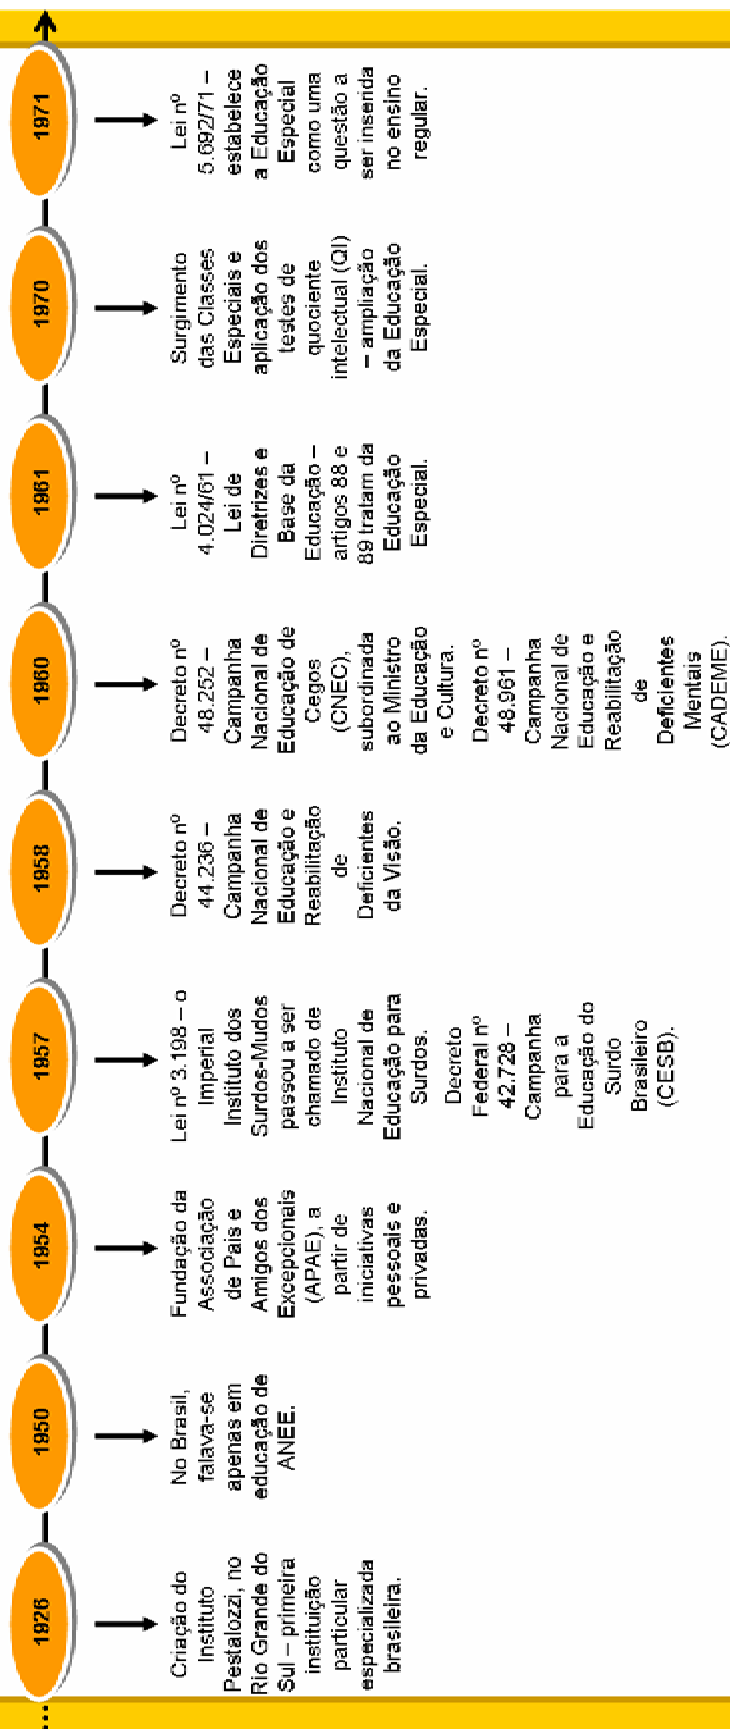 1926
Criação do
Instituto
Pestalozzi, no
Rio Grande do
Sul – primeira
instituição
particular
especializada
brasileira.
1950
No Brasil,
falava-se
apenas em
educação de
ANEE.
1954
Fundação da
Associação
de Pais e
Amigos dos
Excepcionais
(APAE), a
partir de
iniciativas
pessoais e
privadas.
1957
Lei nº 3.198 – o
Imperial
Instituto dos
Surdos-Mudos
passou a ser
chamado de
Instituto
Nacional de
Educação para
Surdos.
Decreto
Federal nº
42.728 –
Campanha
para a
Educação do
Surdo
Brasileiro
(CESB).
1958
Decreto nº
44.236 –
Campanha
Nacional de
Educação e
Reabilitação
de
Deficientes
da Visão.
1960
Decreto nº
48.252 –
Campanha
Nacional de
Educação de
Cegos
(CNEC),
subordinada
ao Ministro
da Educação
e Cultura.
Decreto nº
48.961 –
Campanha
Nacional de
Educação e
Reabilitação
de
Deficientes
Mentais
(CADEME).
1961
Lei nº
4.024/61 –
Lei de
Diretrizes e
Base da
Educação –
artigos 88 e
89 tratam da
Educação
Especial.
1970
Surgimento
das Classes
Especiais e
aplicação dos
testes de
quociente
intelectual (QI)
– ampliação
da Educação
Especial.
1971
Lei nº
5.692/71 –
estabelece
a Educação
Especial
como uma
questão a
ser inserida
no ensino
regular.